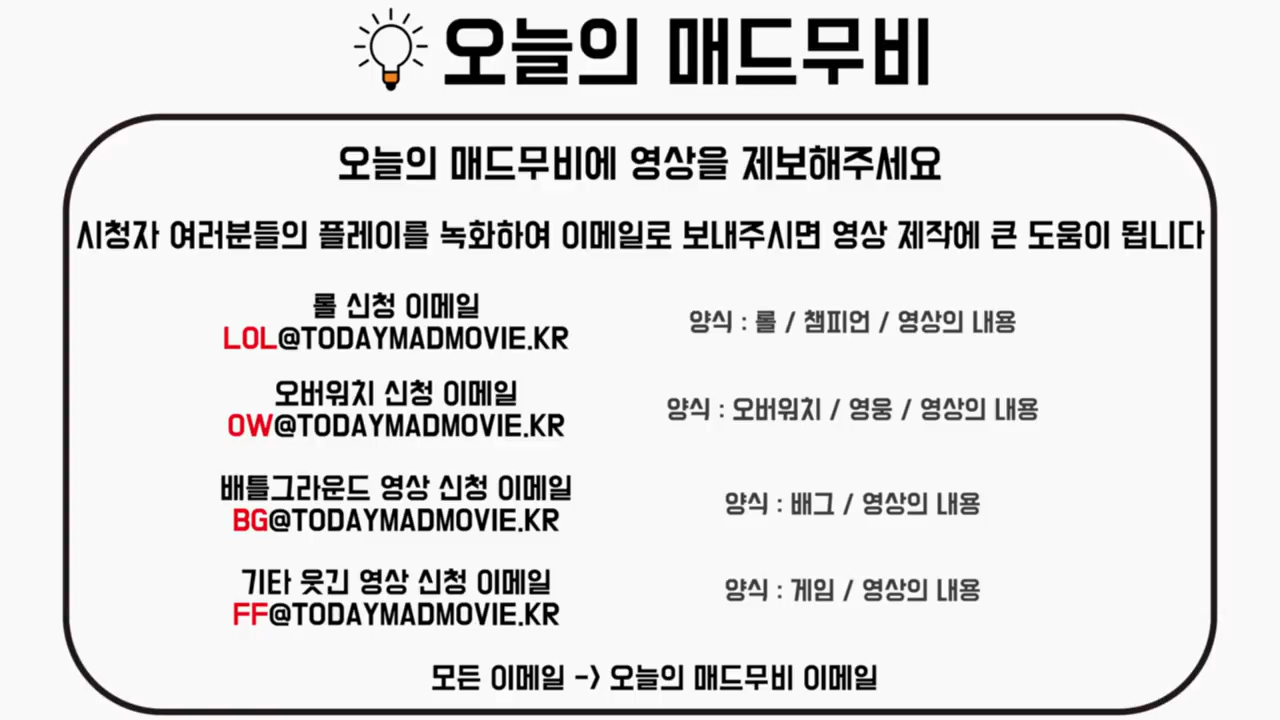 오늘의 매드무비
오늘의 매드무비에 영상을 제보해주세요
시청자 여러분들의 플레이를 녹화하여 이메일로 보내주시면 영상 제작에 큰 도움이 됩니다
롤 신청 이메일
LOL@TODAYMADMOVIE.KR
양식 : 롤 / 챔피언 / 영상의 내용
오버워치 신청 이메일
OW@TODAYMADMOVIE.KR
양식 : 오버워치 / 영웅 / 영상의 내용
배틀그라운드 영상 신청 이메일
BG@TODAYMADMOVIE.KR
양식 : 배그 / 영상의 내용
기타 웃긴 영상 신청 이메일
FF@TODAYMADMOVIE.KR
양식 : 게임 / 영상의 내용
모든 이메일 -> 오늘의 매드무비 이메일